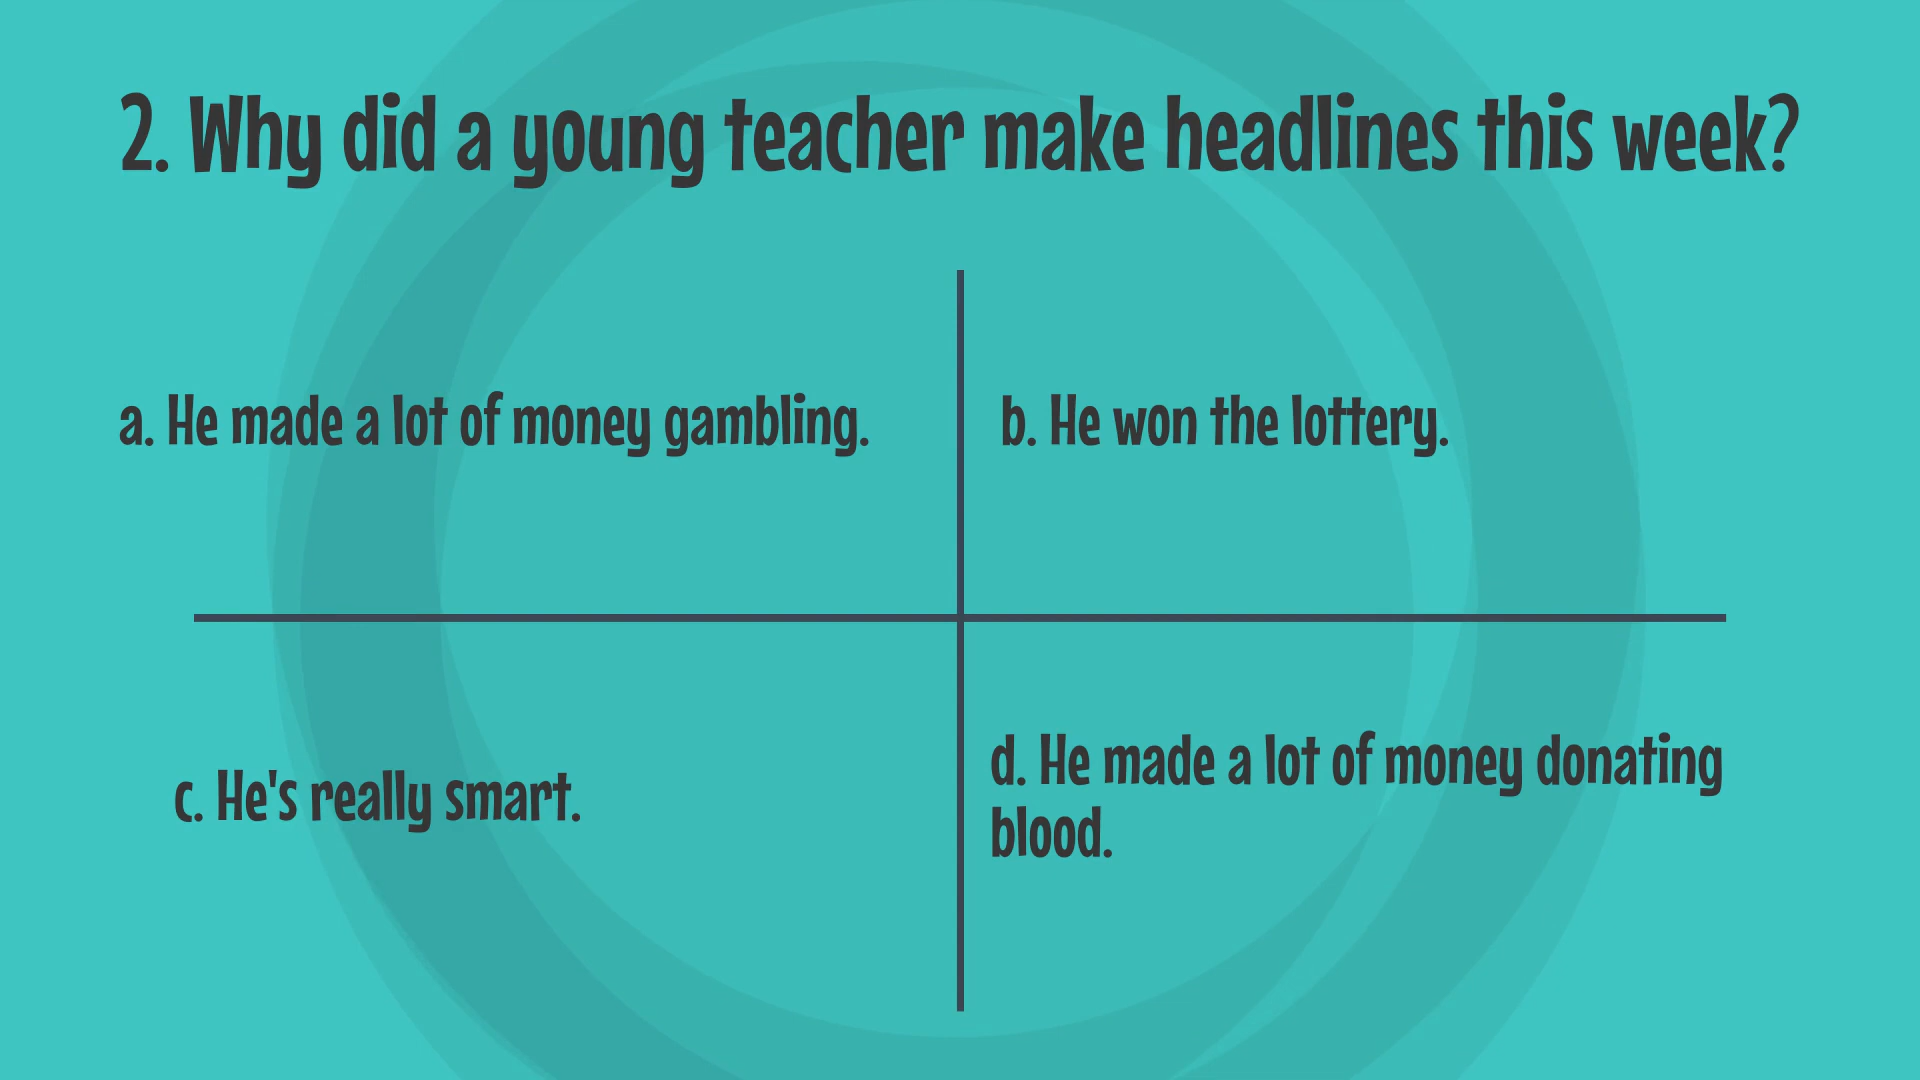 2. Why did a young teacher make headlines this week?
a. He made a lot of money gambling.
b. He won the lottery.
c. He's really smart.
d. He made a lot of money donating
blood.